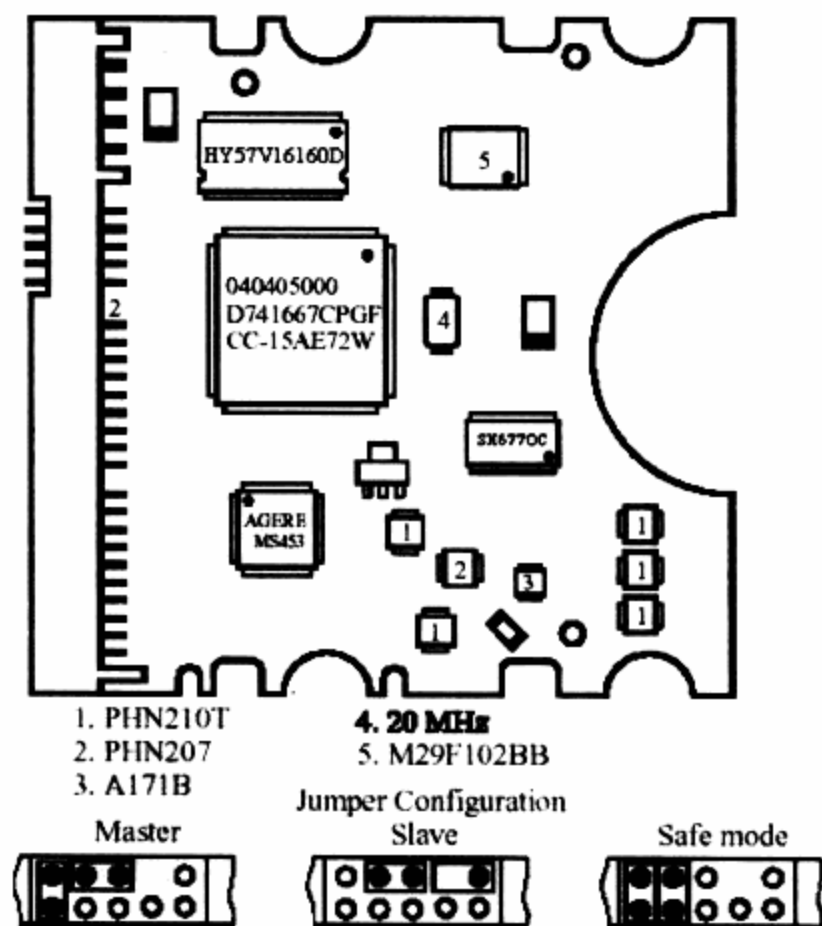 HY57V16160D
5
040405000
D741667CPGF
CC-15AE72W
2
4
SH6770C
AGERE
MS453
1
2
3
1
1
1
1
1. PHN210T
2. PHN207
3. A171B
4. 20 MHz
5. M29F102BB
Jumper Configuration
Master
Slave
Safe mode